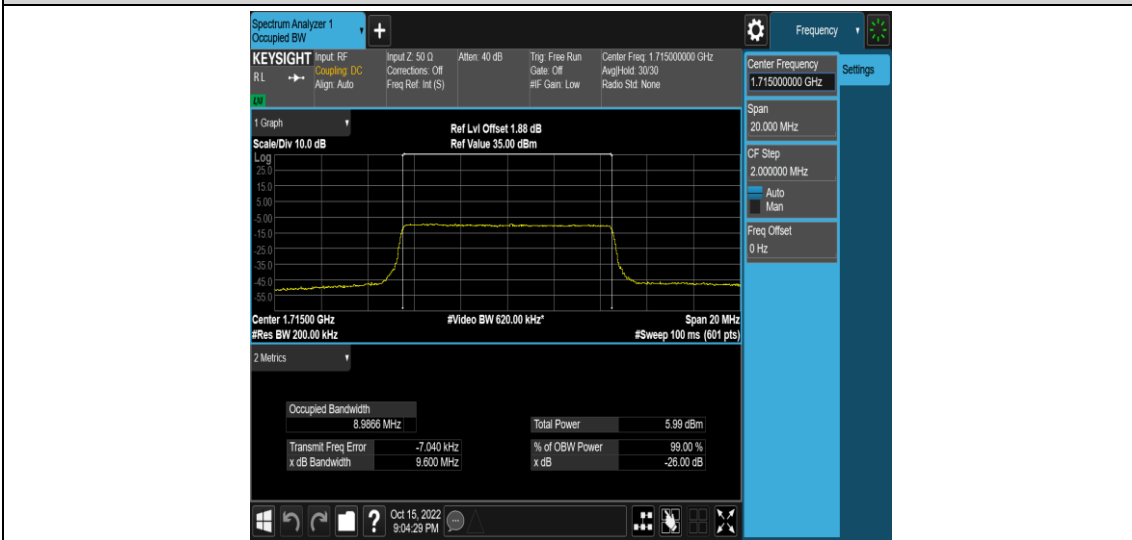 Spectrum Analyzer 1
Occupied BW
+
Frequency
KEYSIGHT
RL
LXI
Input: RF
Coupling: DC
Align: Auto
Input Z: 50 Ω
Corrections: Off
Freq Ref: Int (S)
Atten: 40 dB
Trig: Free Run
Gate: Off
#IF Gain: Low
Center Freq: 1.715000000 GHz
Avg|Hold: 30/30
Radio Std: None
Center Frequency
1.715000000 GHz
Settings
Span
20.000 MHz
CF Step
2.000000 MHz
Auto
Man
Freq Offset
0 Hz
1 Graph
Scale/Div 10.0 dB
Ref Lvl Offset 1.88 dB
Ref Value 35.00 dBm
Log
25.0
15.0
5.00
-5.00
-15.0
-25.0
-35.0
-45.0
-55.0
Center 1.71500 GHz
#Video BW 620.00 kHz*
Span 20 MHz
#Res BW 200.00 kHz
#Sweep 100 ms (601 pts)
2 Metrics
Occupied Bandwidth
8.9866 MHz
Total Power 5.99 dBm
Transmit Freq Error -7.040 kHz
% of OBW Power 99.00 %
x dB Bandwidth 9.600 MHz
x dB -26.00 dB
?
Oct 15, 2022
9:04:29 PM